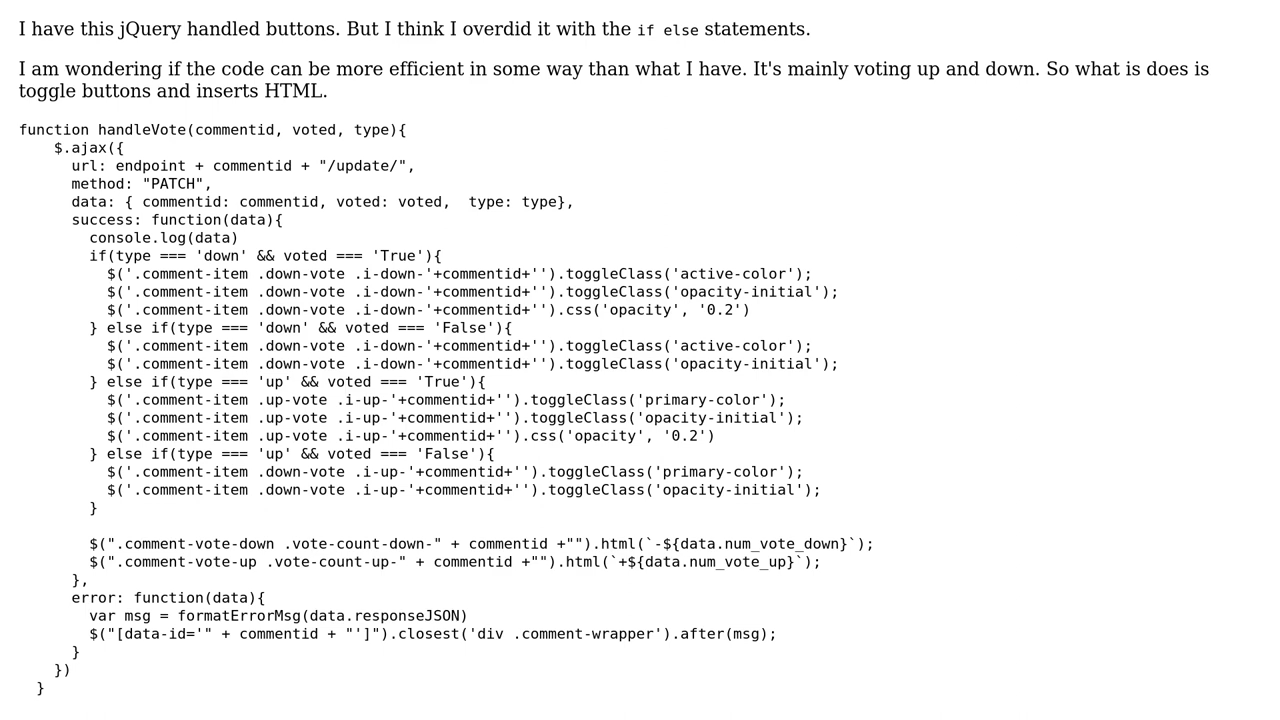 I have this jQuery handled buttons. But I think I overdid it with the if else statements.
I am wondering if the code can be more efficient in some way than what I have. It's mainly voting up and down. So what is does is
toggle buttons and inserts HTML.
function handleVote(commentid, voted, type){
    $.ajax({
      url: endpoint + commentid + "/update/",
      method: "PATCH",
      data: { commentid: commentid, voted: voted,  type: type},
      success: function(data){
        console.log(data)
        if(type === 'down' && voted === 'True'){
          $('.comment-item .down-vote .i-down-'+commentid+'').toggleClass('active-color');
          $('.comment-item .down-vote .i-down-'+commentid+'').toggleClass('opacity-initial');
          $('.comment-item .down-vote .i-down-'+commentid+'').css('opacity', '0.2')
        } else if(type === 'down' && voted === 'False'){
          $('.comment-item .down-vote .i-down-'+commentid+'').toggleClass('active-color');
          $('.comment-item .down-vote .i-down-'+commentid+'').toggleClass('opacity-initial');
        } else if(type === 'up' && voted === 'True'){
          $('.comment-item .up-vote .i-up-'+commentid+'').toggleClass('primary-color');
          $('.comment-item .up-vote .i-up-'+commentid+'').toggleClass('opacity-initial');
          $('.comment-item .up-vote .i-up-'+commentid+'').css('opacity', '0.2')
        } else if(type === 'up' && voted === 'False'){
          $('.comment-item .down-vote .i-up-'+commentid+'').toggleClass('primary-color');
          $('.comment-item .down-vote .i-up-'+commentid+'').toggleClass('opacity-initial');
        }
        $(".comment-vote-down .vote-count-down-" + commentid +"").html(`-${data.num_vote_down}`);
        $(".comment-vote-up .vote-count-up-" + commentid +"").html(`+${data.num_vote_up}`);
      },
      error: function(data){
        var msg = formatErrorMsg(data.responseJSON)
        $("[data-id='" + commentid + "']").closest('div .comment-wrapper').after(msg);
      }
    })
  }